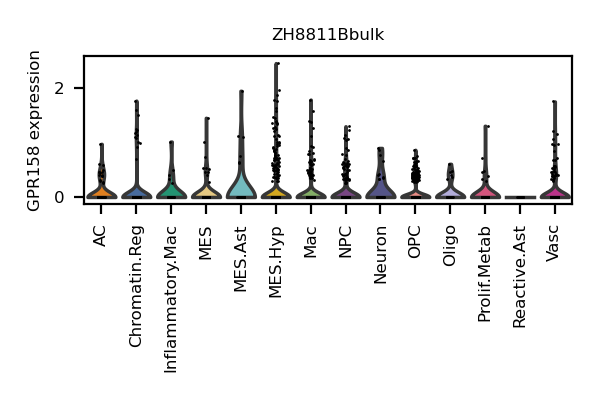 ZH8811Bbulk
GPR158 expression
2
0
AC
Chromatin.Reg
Inflammatory.Mac
MES
MES.Ast
MES.Hyp
Mac
NPC
Neuron
OPC
Oligo
Prolif.Metab
Reactive.Ast
Vasc